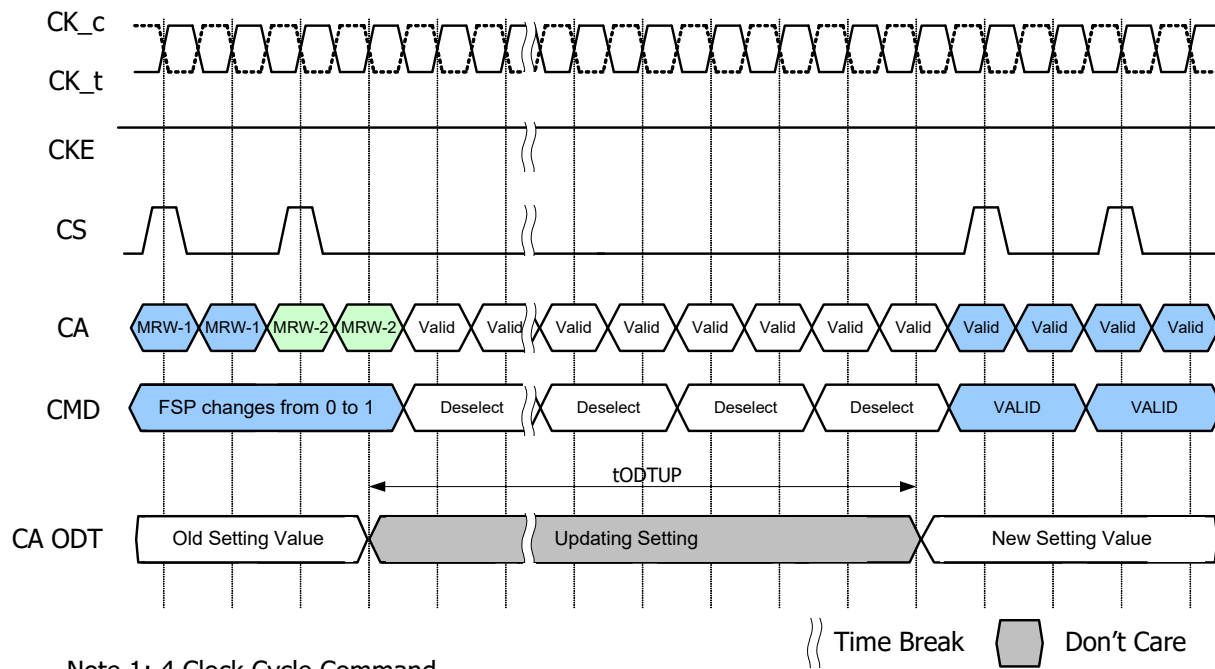 CK_c
CK_t
CKE
CS
CA MRW-1 MRW-1 MRW-2 MRW-2 Valid Valid Valid Valid Valid Valid Valid Valid Valid Valid Valid Valid
CMD FSP changes from 0 to 1 Deselect Deselect Deselect Deselect VALID VALID
tODTUP
CA ODT Old Setting Value Updating Setting New Setting Value
Time Break Don't Care
Note 1: 4 Clock Cycle Command